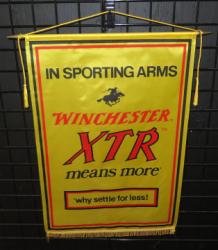 IN SPORTING ARMS
WINCHESTER
XTR
means more
why settle for less!